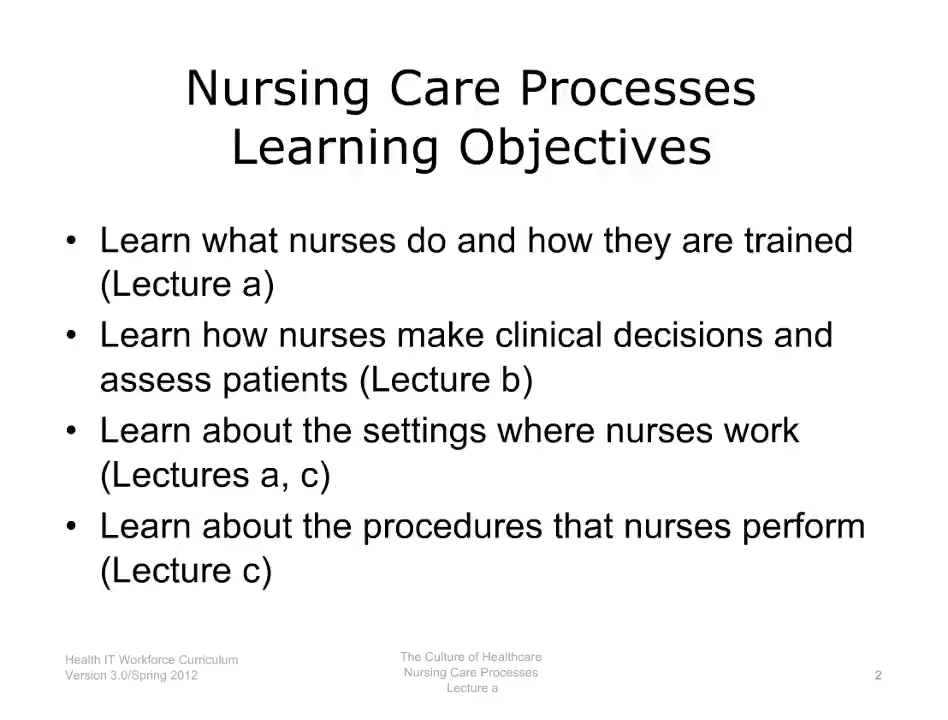 Nursing Care Processes
Learning Objectives
• Learn what nurses do and how they are trained
(Lecture a)
• Learn how nurses make clinical decisions and
assess patients (Lecture b)
• Learn about the settings where nurses work
(Lectures a, c)
• Learn about the procedures that nurses perform
(Lecture c)
Health IT Workforce Curriculum
Version 3.0/Spring 2012
The Culture of Healthcare
Nursing Care Processes
Lecture a
2